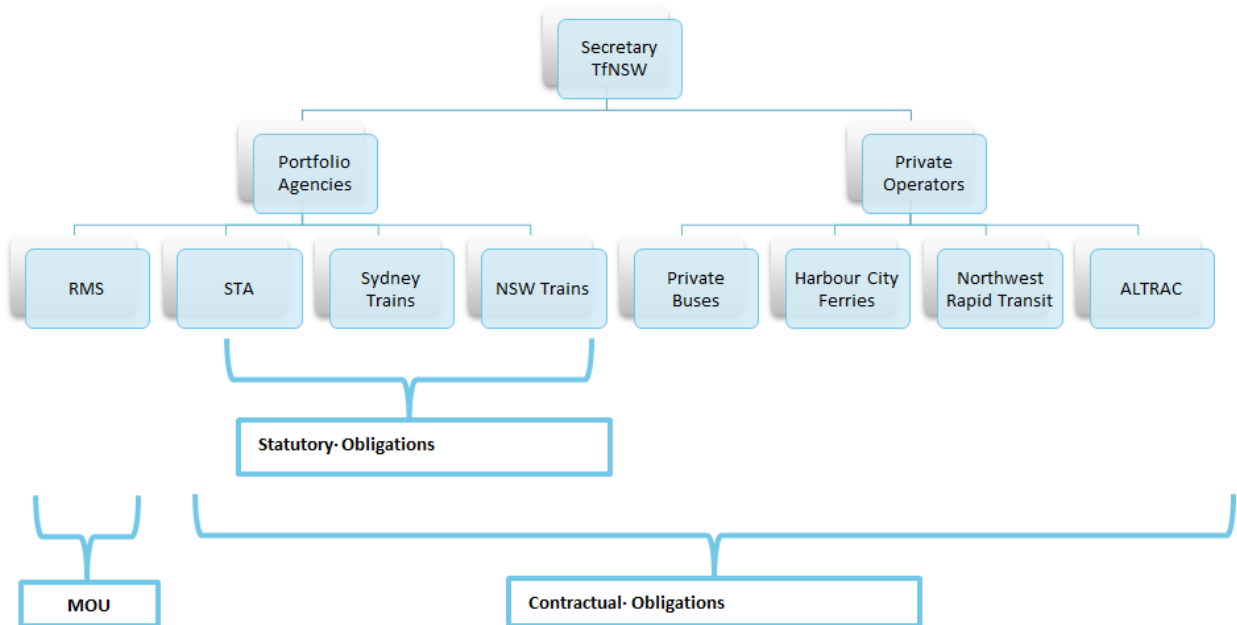 Secretary
TfNSW
Portfolio
Agencies
Private
Operators
RMS
STA
Sydney
Trains
NSW Trains
Private
Buses
Harbour City
Ferries
Northwest
Rapid Transit
ALTRAC
Statutory· Obligations
MOU
Contractual· Obligations